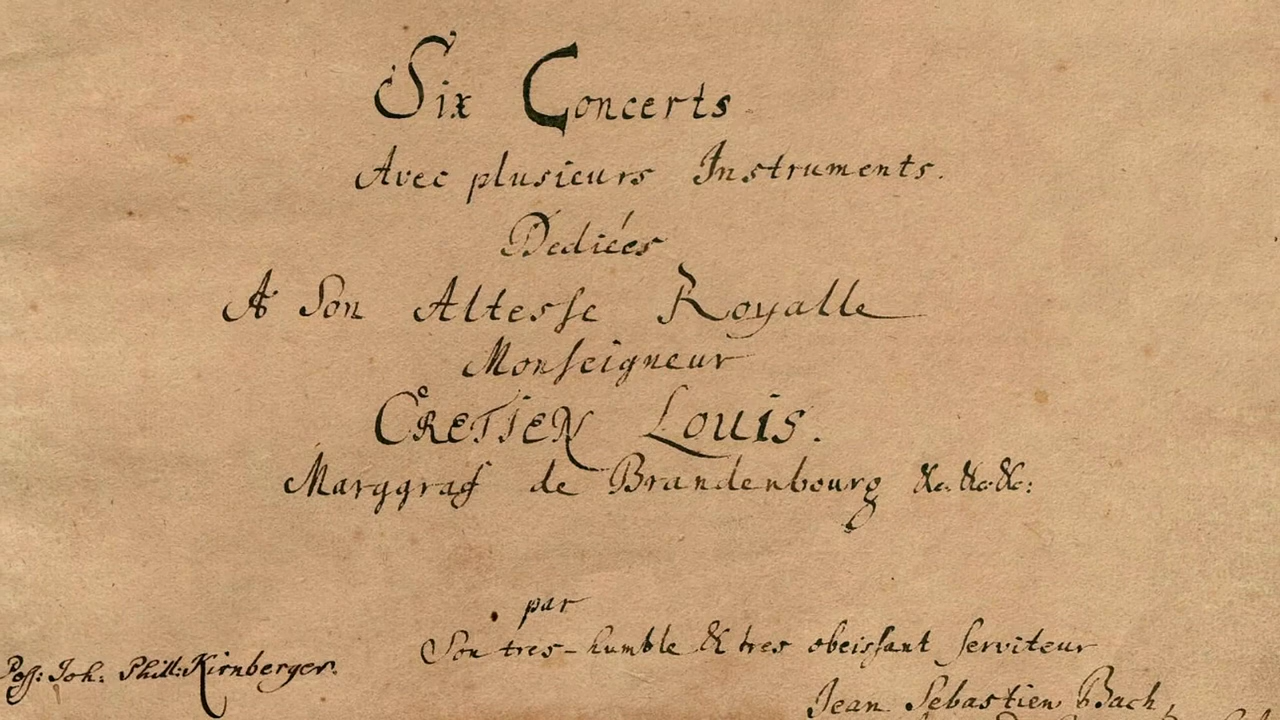 Six Concerts
Avec plusieurs Instruments.
Dediées
A Son Altesse Royalle
Monseigneur
CRETIEN LOUIS.
Marggraf de Brandenbourg &c. &c. &c:
par
Son tres-humble & tres obeissant serviteur
Poss: Joh: Phill: Kirnberger.
Jean Sebastien Bach,